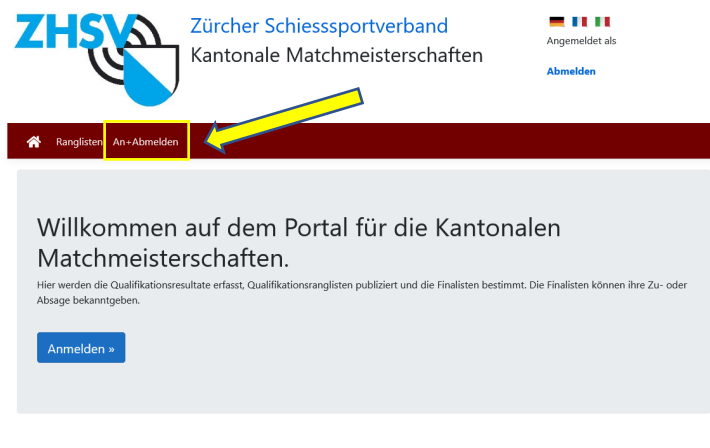 ZHSV
Zürcher Schiesssportverband
Kantonale Matchmeisterschaften
Angemeldet als
Abmelden
Ranglisten An+Abmelden
Willkommen auf dem Portal für die Kantonalen
Matchmeisterschaften.
Hier werden die Qualifikationsresultate erfasst, Qualifikationsranglisten publiziert und die Finalisten bestimmt. Die Finalisten können ihre Zu- oder
Absage bekanntgeben.
Anmelden »